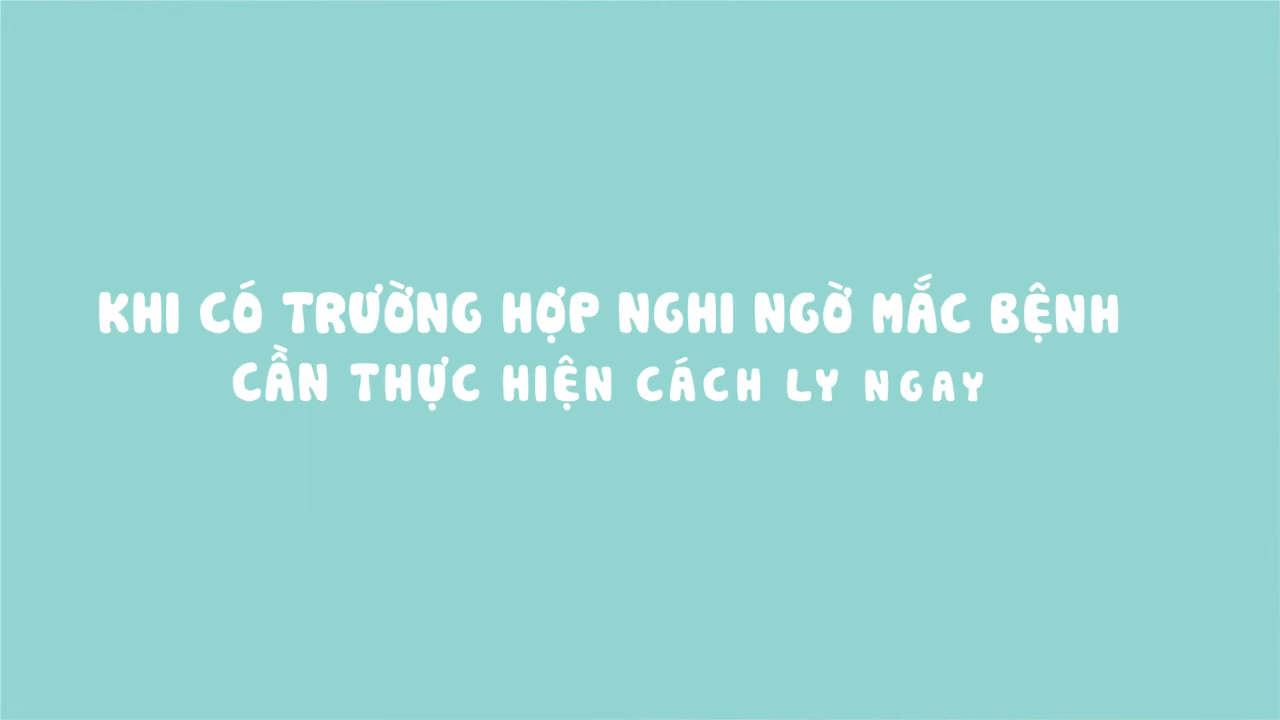 KHI CÓ TRƯỜNG HỢP NGHI NGỜ MẮC BỆNH
CẦN THỰC HIỆN CÁCH LY NGAY